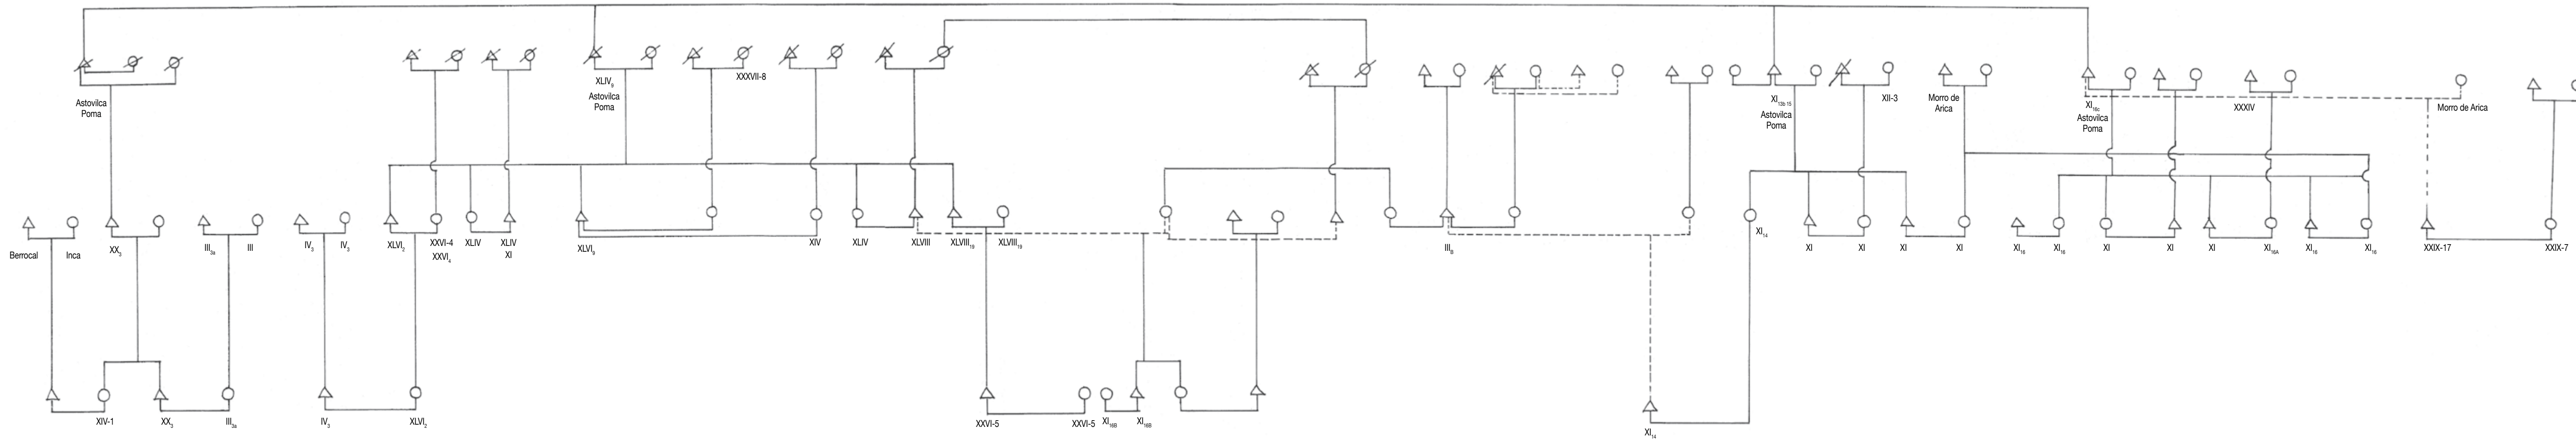 XXXVII-8
XLIV₉
Astovilca
Poma
Astovilca
Poma
XI₁₃ᵦ ₁₅
Astovilca
Poma
XII-3
Morro de
Arica
XI₁₆c
Astovilca
Poma
XXXIV
Morro de Arica
Berrocal
Inca
XX₃
III₃ₐ
III
IV₃
IV₃
XLVI₂
XXVI-4
XXVI₄
XLIV
XLIV
XI
XLVI₉
XIV
XLIV
XLVIII
XLVIII₁₉
XLVIII₁₉
XI₁₄
XI
XI
XI
XI
XI₁₆
XI₁₆
XI
XI
XI
XI₁₆A
XI₁₆
XI₁₆
XXIX-17
XXIX-7
XIV-1
XX₃
III₃ₐ
IV₃
XLVI₂
XXVI-5
XXVI-5
XI₁₆B
XI₁₆B
XI₁₄